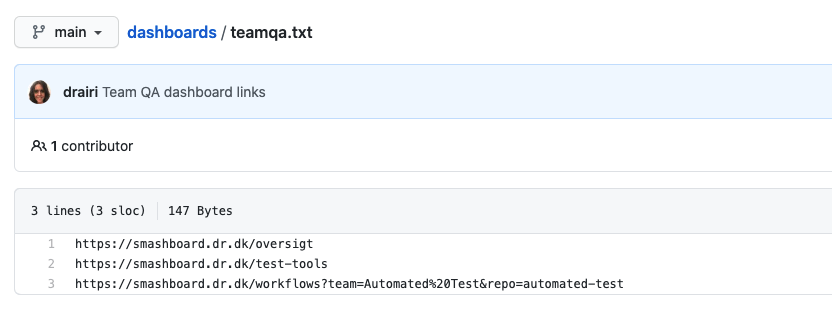 main
dashboards / teamqa.txt
drairi Team QA dashboard links
1 contributor
3 lines (3 sloc) 147 Bytes
1 https://smashboard.dr.dk/oversigt
2 https://smashboard.dr.dk/test-tools
3 https://smashboard.dr.dk/workflows?team=Automated%20Test&repo=automated-test